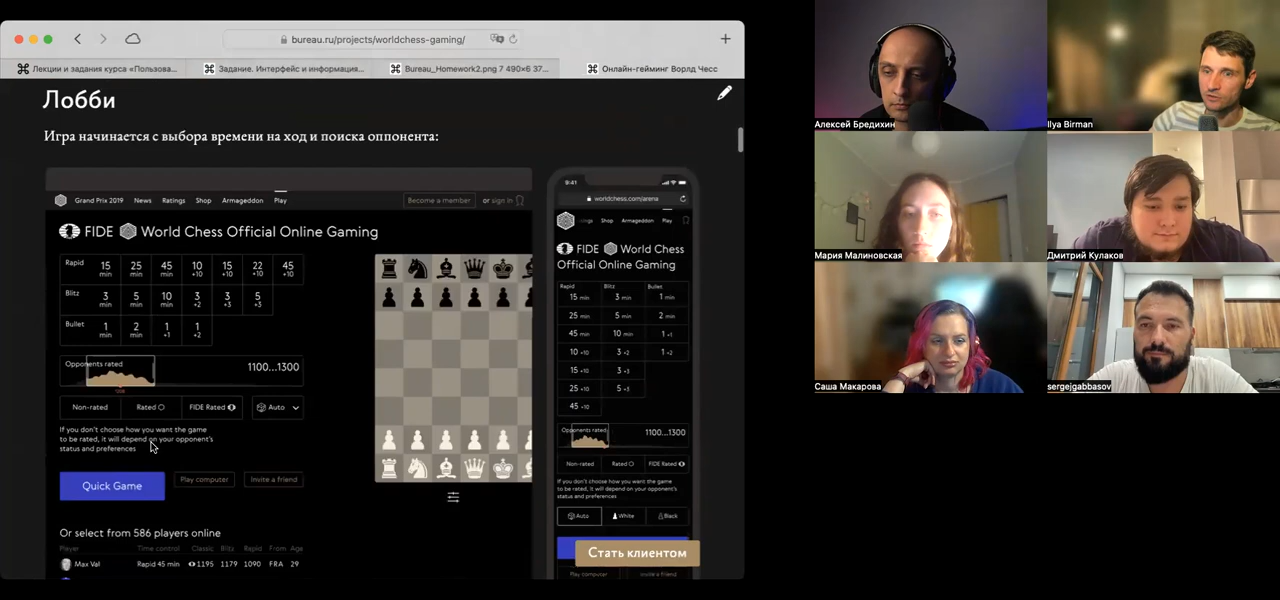 bureau.ru/projects/worldchess-gaming/
Лекции и задания курса «Пользова...
Задание. Интерфейс и информация...
Bureau_Homework2.png 7 490×6 37...
Онлайн-гейминг Ворлд Чесс
Лобби
Игра начинается с выбора времени на ход и поиска оппонента:
Grand Prix 2019 News Ratings Shop Armageddon Play Become a member or sign in
FIDE World Chess Official Online Gaming
Rapid 15 min 25 min 45 min 10 +10 15 +10 22 +10 45 +10
Blitz 3 min 5 min 10 min 3 +2 3 +3 5 +3
Bullet 1 min 2 min 1 +1 1 +2
Opponents rated 1100...1300
Non-rated Rated FIDE Rated Auto
If you don't choose how you want the game
to be rated, it will depend on your opponent's
status and preferences
Quick Game Play computer Invite a friend
Or select from 586 players online
Player Time control Classic Blitz Rapid From Age
Max Val Rapid 45 min 1195 1179 1090 FRA 29
9:41
worldchess.com/arena
Shop Armageddon Play
FIDE World Chess
Official Online Gaming
Rapid Blitz Bullet
15 min 3 min 1 min
25 min 5 min 2 min
45 min 10 min 1 +1
10 +10 3 +2 1 +2
15 +10 3 +3
25 +10 5 +3
45 +10
Opponents rated 1100...1300
Non-rated Rated FIDE Rated
If you don't choose how you want the game
to be rated, it will depend on your opponent's
status and preferences
Auto White Black
Стать клиентом
Play computer Invite a friend
Алексей Бредихин
Ilya Birman
Мария Малиновская
Дмитрий Кулаков
Саша Макарова
sergejgabbasov